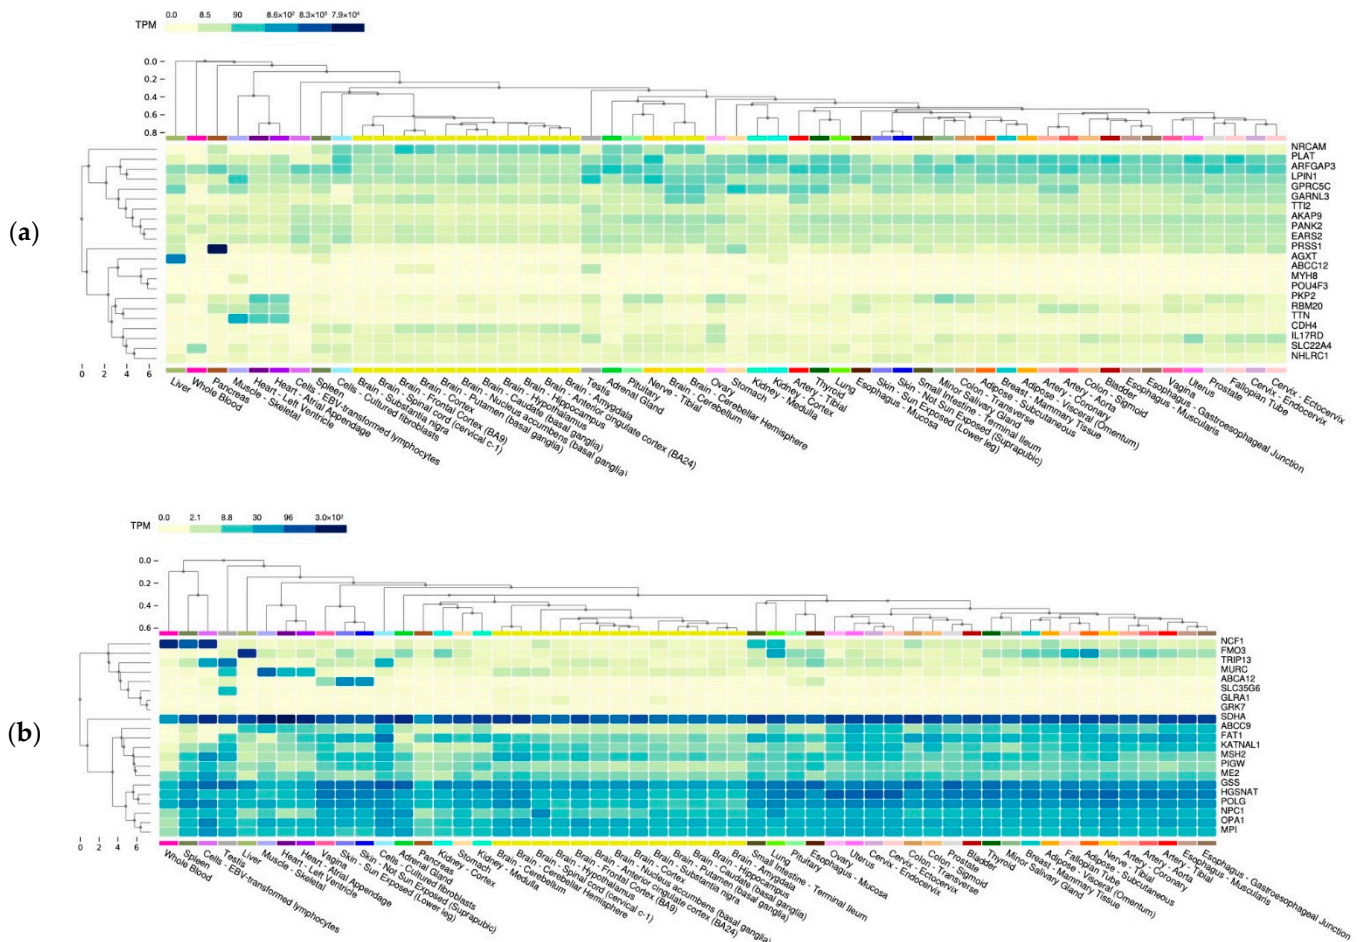 TPM
0.0 8.5 90 8.6×10² 8.3×10³ 7.9×10⁴
0.0
0.2
0.4
0.6
0.8
(a)
NRCAM
PLAT
ARFGAP3
LPIN1
GPRC5C
GARNL3
TTI2
AKAP9
PANK2
EARS2
PRSS1
AGXT
ABCC12
MYH8
POU4F3
PKP2
RBM20
TTN
CDH4
IL17RD
SLC22A4
NHLRC1
0 2 4 6
Liver
Whole Blood
Pancreas
Muscle - Skeletal
Heart - Left Ventricle
Heart - Atrial Appendage
Cells - EBV-transformed lymphocytes
Spleen
Cells - Cultured fibroblasts
Brain - Spinal cord (cervical c-1)
Brain - Substantia nigra
Brain - Frontal Cortex (BA9)
Brain - Cortex
Brain - Putamen (basal ganglia)
Brain - Hypothalamus
Brain - Nucleus accumbens (basal ganglia)
Brain - Caudate (basal ganglia)
Brain - Hippocampus
Brain - Anterior cingulate cortex (BA24)
Brain - Amygdala
Testis
Adrenal Gland
Pituitary
Nerve - Tibial
Brain - Cerebellar Hemisphere
Brain - Cerebellum
Ovary
Stomach
Kidney - Medulla
Kidney - Cortex
Artery - Tibial
Thyroid
Lung
Esophagus - Mucosa
Skin - Sun Exposed (Lower leg)
Skin - Not Sun Exposed (Suprapubic)
Small Intestine - Terminal Ileum
Minor Salivary Gland
Colon - Transverse
Adipose - Subcutaneous
Breast - Mammary Tissue
Adipose - Visceral (Omentum)
Artery - Coronary
Artery - Aorta
Colon - Sigmoid
Bladder
Esophagus - Muscularis
Esophagus - Gastroesophageal Junction
Vagina
Uterus
Prostate
Fallopian Tube
Cervix - Endocervix
Cervix - Ectocervix
TPM
0.0 2.1 8.8 30 96 3.0×10²
0.0
0.2
0.4
0.6
(b)
NCF1
FMO3
TRIP13
MURC
ABCA12
SLC35G6
GLRA1
GRK7
SDHA
ABCC9
FAT1
KATNAL1
MSH2
PIGW
ME2
GSS
HGSNAT
POLG
NPC1
OPA1
MPI
0 2 4 6
Whole Blood
Spleen
Cells - EBV-transformed lymphocytes
Testis
Liver
Muscle - Skeletal
Heart - Left Ventricle
Heart - Atrial Appendage
Vagina
Skin - Sun Exposed (Lower leg)
Skin - Not Sun Exposed (Suprapubic)
Cells - Cultured fibroblasts
Adrenal Gland
Pancreas
Kidney - Cortex
Stomach
Kidney - Medulla
Brain - Cerebellum
Brain - Cerebellar Hemisphere
Brain - Spinal cord (cervical c-1)
Brain - Hypothalamus
Brain - Frontal Cortex (BA9)
Brain - Anterior cingulate cortex (BA24)
Brain - Cortex
Brain - Nucleus accumbens (basal ganglia)
Brain - Substantia nigra
Brain - Putamen (basal ganglia)
Brain - Caudate (basal ganglia)
Brain - Hippocampus
Brain - Amygdala
Small Intestine - Terminal Ileum
Lung
Pituitary
Esophagus - Mucosa
Ovary
Uterus
Cervix - Endocervix
Cervix - Ectocervix
Colon - Transverse
Colon - Sigmoid
Prostate
Bladder
Thyroid
Minor Salivary Gland
Breast - Mammary Tissue
Adipose - Visceral (Omentum)
Fallopian Tube
Adipose - Subcutaneous
Nerve - Tibial
Artery - Coronary
Artery - Aorta
Artery - Tibial
Esophagus - Muscularis
Esophagus - Gastroesophageal Junction